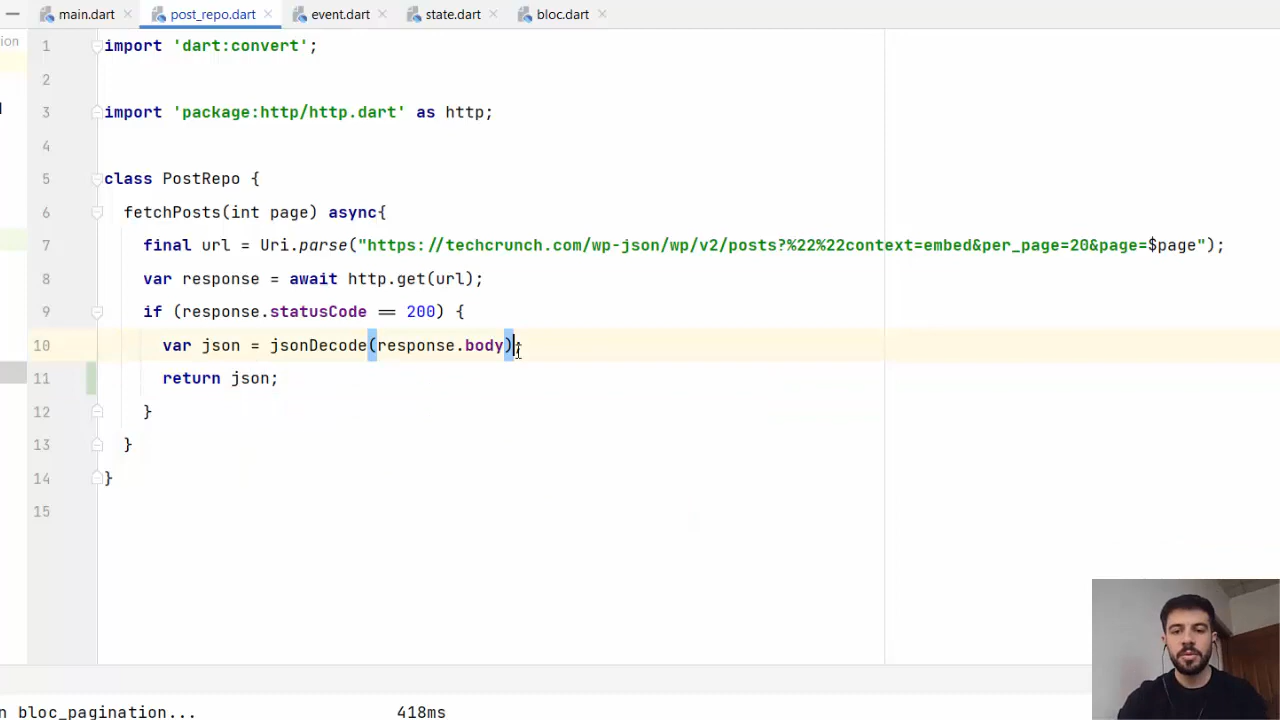 main.dart post_repo.dart event.dart state.dart bloc.dart
ion
1 import 'dart:convert';
2
3 import 'package:http/http.dart' as http;
4
5 class PostRepo {
6 fetchPosts(int page) async{
7 final url = Uri.parse("https://techcrunch.com/wp-json/wp/v2/posts?%22%22context=embed&per_page=20&page=$page");
8 var response = await http.get(url);
9 if (response.statusCode == 200) {
10 var json = jsonDecode(response.body);
11 return json;
12 }
13 }
14 }
15
n bloc_pagination... 418ms